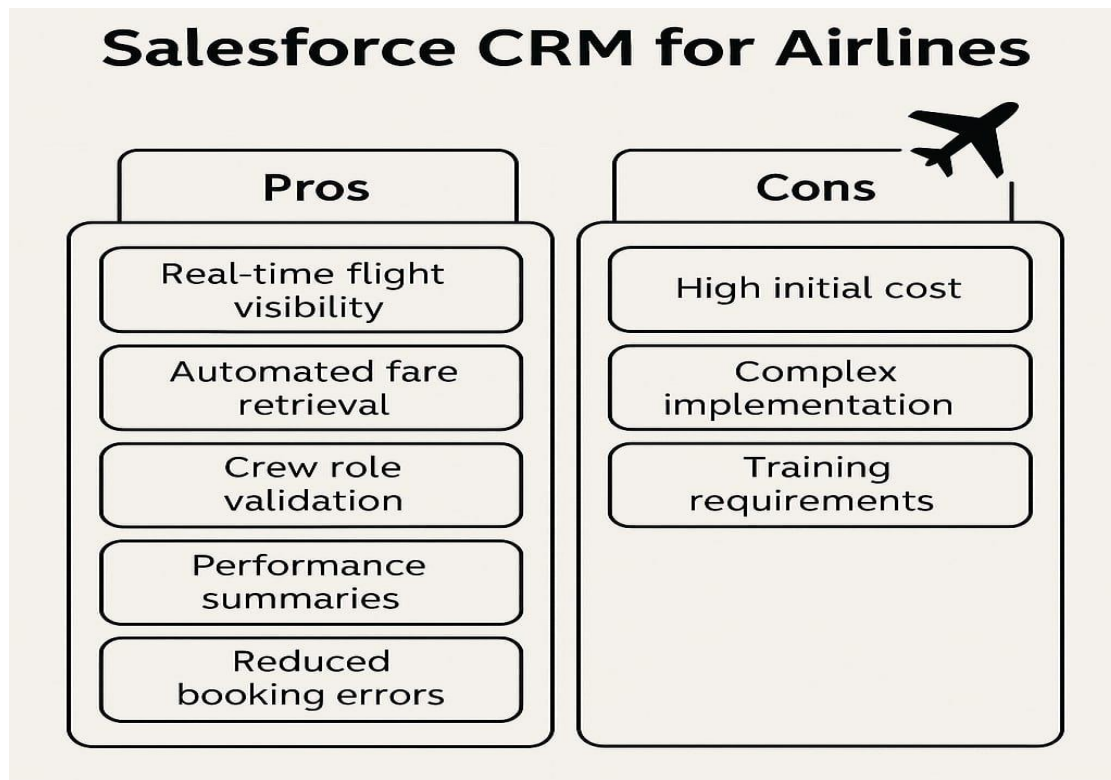 Salesforce CRM for Airlines
Pros
Real-time flight
visibility
Automated fare
retrieval
Crew role
validation
Performance
summaries
Reduced
booking errors
Cons
High initial cost
Complex
implementation
Training
requirements